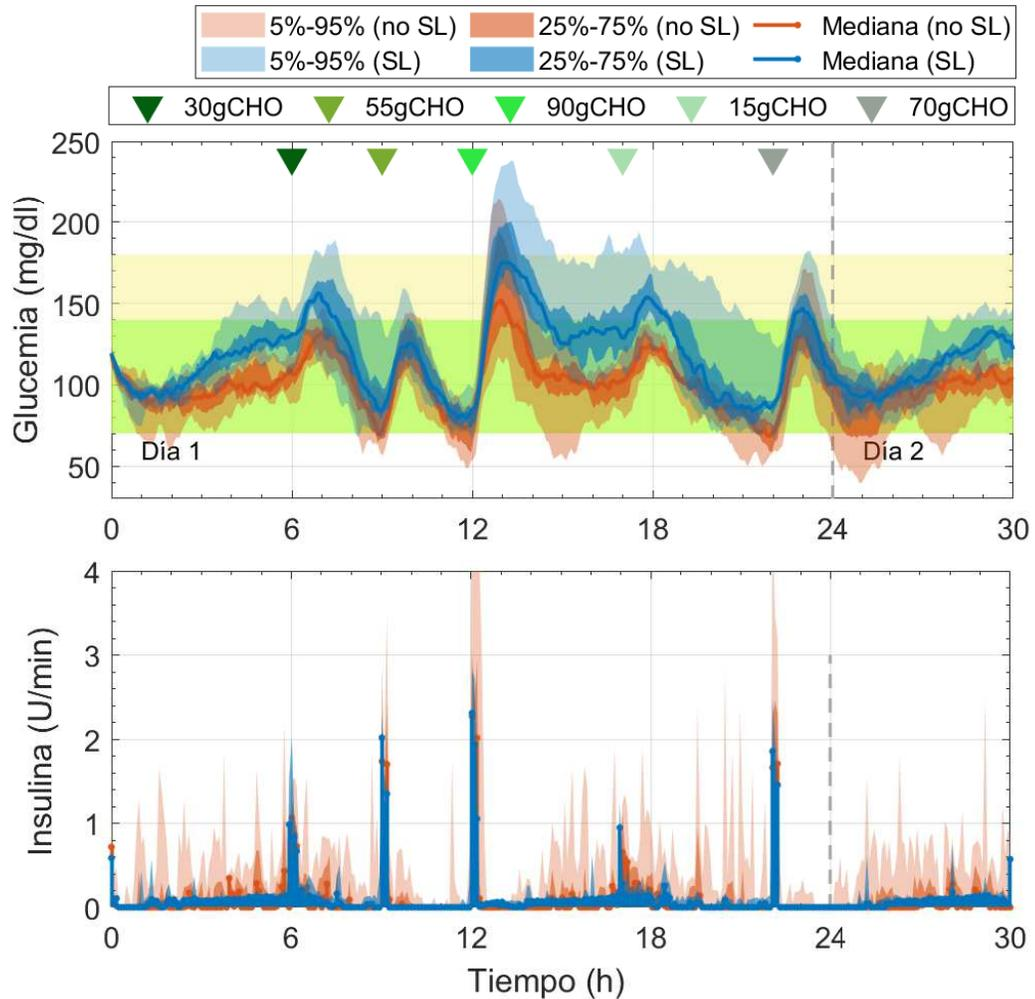 5%-95% (no SL) 25%-75% (no SL) Mediana (no SL)
5%-95% (SL) 25%-75% (SL) Mediana (SL)
30gCHO 55gCHO 90gCHO 15gCHO 70gCHO
Glucemia (mg/dl)
250
200
150
100
50
Día 1 Día 2
0 6 12 18 24 30
Insulina (U/min)
4
3
2
1
0
0 6 12 18 24 30
Tiempo (h)